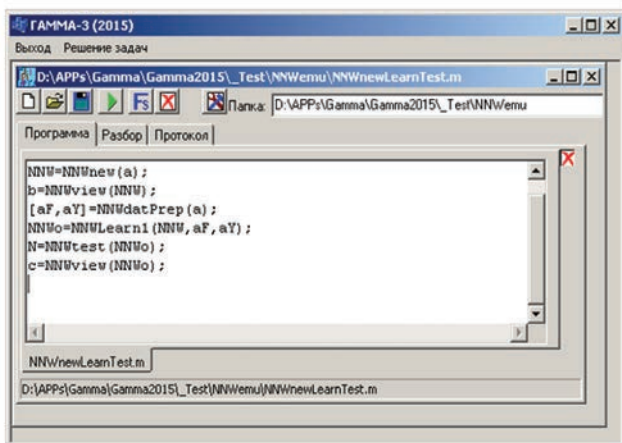 ГАММА-3 (2015)
Выход Решение задач
D:\APPs\Gamma\Gamma2015\_Test\NNWemu\NNWnewLearnTest.m
Fs Папка: D:\APPs\Gamma\Gamma2015\_Test\NNWemu
Программа Разбор Протокол
NNW=NNWnew(a);
b=NNWview(NNW);
[aF,aY]=NNWdatPrep(a);
NNWo=NNWLearn1(NNW,aF,aY);
N=NNWtest(NNWo);
c=NNWview(NNWo);
NNWnewLearnTest.m
D:\APPs\Gamma\Gamma2015\_Test\NNWemu\NNWnewLearnTest.m